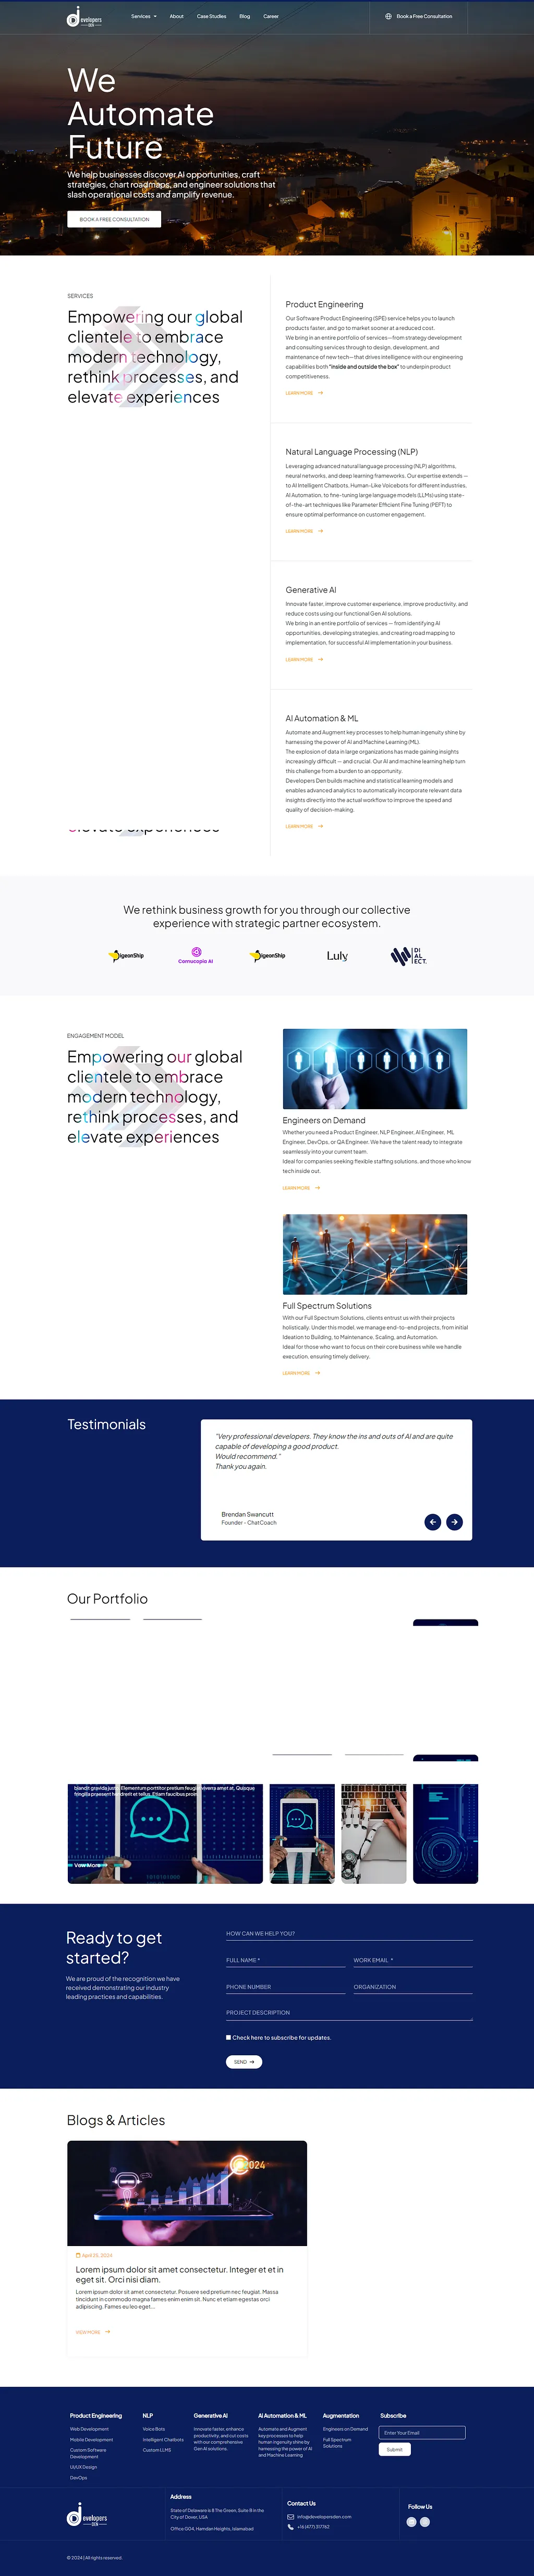 Developers
DEN
Services
About
Case Studies
Blog
Career
Book a Free Consultation
We
Automate
Future
We help businesses discover AI opportunities, craft
strategies, chart roadmaps, and engineer solutions that
slash operational costs and amplify revenue.
BOOK A FREE CONSULTATION
SERVICES
Empowering our global
clientele to embrace
modern technology,
rethink processes, and
elevate experiences
Product Engineering
Our Software Product Engineering (SPE) service helps you to launch
products faster, and go to market sooner at a reduced cost.
We bring in an entire portfolio of services—from strategy development
and consulting services through to design, development, and
maintenance of new tech—that drives intelligence with our engineering
capabilities both "inside and outside the box" to underpin product
competitiveness.
LEARN MORE
Natural Language Processing (NLP)
Leveraging advanced natural language processing (NLP) algorithms,
neural networks, and deep learning frameworks. Our expertise extends —
to AI Intelligent Chatbots, Human-Like Voicebots for different industries,
AI Automation, to fine-tuning large language models (LLMs) using state-
of-the-art techniques like Parameter Efficient Fine Tuning (PEFT) to
ensure optimal performance on customer engagement.
LEARN MORE
Generative AI
Innovate faster, improve customer experience, improve productivity, and
reduce costs using our functional Gen AI solutions.
We bring in an entire portfolio of services — from identifying AI
opportunities, developing strategies, and creating road mapping to
implementation, for successful AI implementation in your business.
LEARN MORE
AI Automation & ML
Automate and Augment key processes to help human ingenuity shine by
harnessing the power of AI and Machine Learning (ML).
The explosion of data in large organizations has made gaining insights
increasingly difficult — and crucial. Our AI and machine learning help turn
this challenge from a burden to an opportunity.
Developers Den builds machine and statistical learning models and
enables advanced analytics to automatically incorporate relevant data
insights directly into the actual workflow to improve the speed and
quality of decision-making.
LEARN MORE
elevate experiences
We rethink business growth for you through our collective
experience with strategic partner ecosystem.
PigeonShip
Cornucopia AI
PigeonShip
Luly
DI
AL
ECT.
ENGAGEMENT MODEL
Empowering our global
clientele to embrace
modern technology,
rethink processes, and
elevate experiences
Engineers on Demand
Whether you need a Product Engineer, NLP Engineer, AI Engineer, ML
Engineer, DevOps, or QA Engineer. We have the talent ready to integrate
seamlessly into your current team.
Ideal for companies seeking flexible staffing solutions, and those who know
tech inside out.
LEARN MORE
Full Spectrum Solutions
With our Full Spectrum Solutions, clients entrust us with their projects
holistically. Under this model, we manage end-to-end projects, from initial
Ideation to Building, to Maintenance, Scaling, and Automation.
Ideal for those who want to focus on their core business while we handle
execution, ensuring timely delivery.
LEARN MORE
Testimonials
"Very professional developers. They know the ins and outs of AI and are quite
capable of developing a good product.
Would recommend."
Thank you again.
Brendan Swancutt
Founder - ChatCoach
Our Portfolio
blandit gravida justo. Elementum porttitor pretium feugiat viverra amet at. Quisque
fringilla praesent hendrerit et tellus. Etiam faucibus proin
View More
Ready to get
started?
We are proud of the recognition we have
received demonstrating our industry
leading practices and capabilities.
HOW CAN WE HELP YOU?
FULL NAME *
WORK EMAIL *
PHONE NUMBER
ORGANIZATION
PROJECT DESCRIPTION
Check here to subscribe for updates.
SEND
Blogs & Articles
2024
April 25, 2024
Lorem ipsum dolor sit amet consectetur. Integer et et in
eget sit. Orci nisi diam.
Lorem ipsum dolor sit amet consectetur. Posuere sed pretium nec feugiat. Massa
tincidunt in commodo magna fames enim enim sit. Nunc et etiam egestas orci
adipiscing. Fames eu leo eget...
VIEW MORE
Product Engineering
Web Development
Mobile Development
Custom Software
Development
UI/UX Design
DevOps
NLP
Voice Bots
Intelligent Chatbots
Custom LLMS
Generative AI
Innovate faster, enhance
productivity, and cut costs
with our comprehensive
Gen AI solutions.
AI Automation & ML
Automate and Augment
key processes to help
human ingenuity shine by
harnessing the power of AI
and Machine Learning
Augmentation
Engineers on Demand
Full Spectrum
Solutions
Subscribe
Enter Your Email
Submit
Developers
DEN
Address
State of Delaware is 8 The Green, Suite R in the
City of Dover, USA
Office G04, Hamdan Heights, Islamabad
Contact Us
info@developersden.com
+16 (477) 317762
Follow Us
© 2024 | All rights reserved.